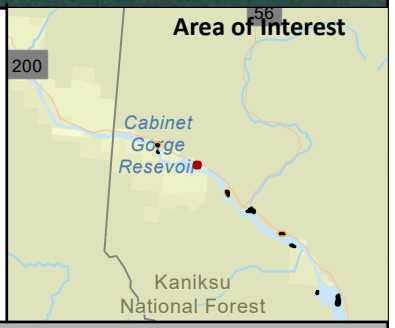 Area of Interest
56
200
Cabinet
Gorge
Resevoir
Kaniksu
National Forest